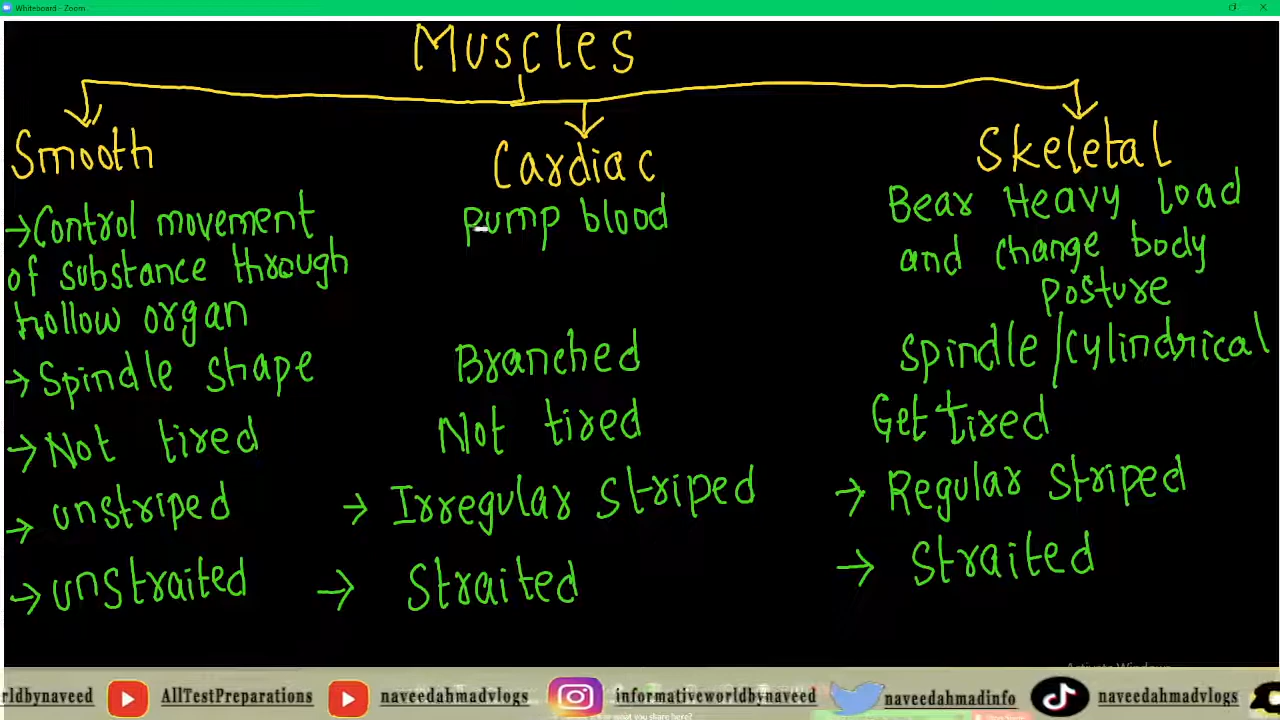 Whiteboard - Zoom
Muscles
Smooth
Cardiac
Skeletal
→Control movement
of substance through
hollow organ
Pump blood
Bear Heavy load
and change body
Posture
→Spindle shape
Branched
Spindle/Cylindrical
→Not tired
Not tired
Get tired
→unstriped
→Irregular Striped
→Regular Striped
→unstraited
→Straited
→Straited
orldbynaveed AllTestPreparations naveedahmadvlogs informativeworldbynaveed naveedahmadinfo naveedahmadvlogs